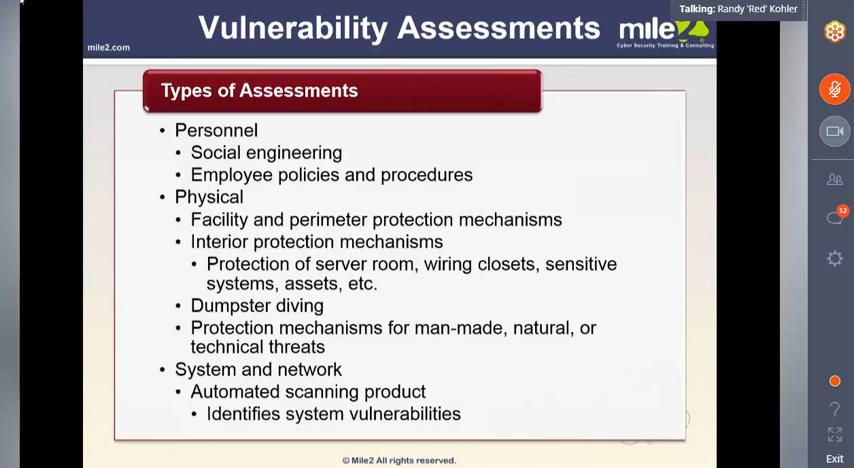 Talking: Randy 'Red' Kohler
Vulnerability Assessments
mile2
Cyber Security Training & Consulting
mile2.com
Types of Assessments
• Personnel
• Social engineering
• Employee policies and procedures
• Physical
• Facility and perimeter protection mechanisms
• Interior protection mechanisms
• Protection of server room, wiring closets, sensitive
systems, assets, etc.
• Dumpster diving
• Protection mechanisms for man-made, natural, or
technical threats
• System and network
• Automated scanning product
• Identifies system vulnerabilities
© Mile2 All rights reserved.
12
?
Exit